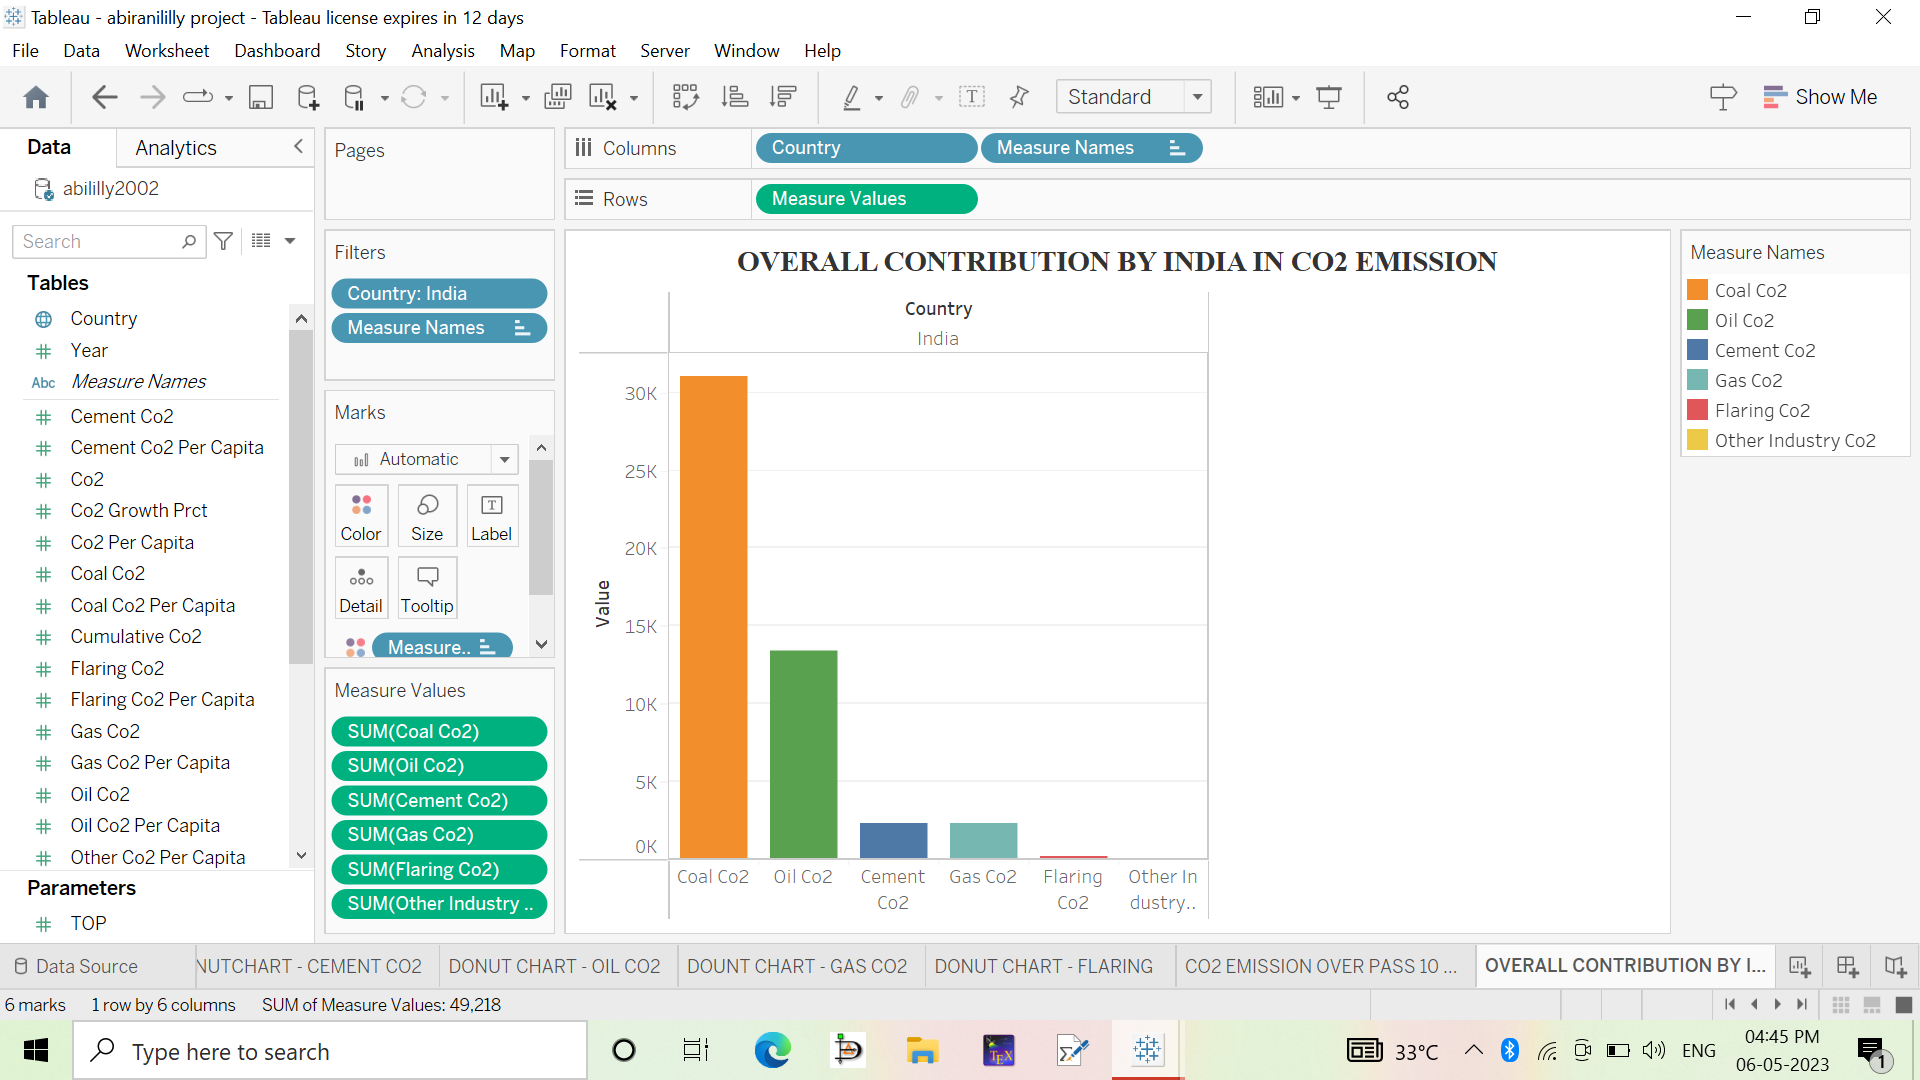 Tableau - abiranililly project - Tableau license expires in 12 days
File Data Worksheet Dashboard Story Analysis Map Format Server Window Help
Standard
Show Me
Data Analytics
abililly2002
Search
Tables
Country
Year
Abc Measure Names
Cement Co2
Cement Co2 Per Capita
Co2
Co2 Growth Prct
Co2 Per Capita
Coal Co2
Coal Co2 Per Capita
Cumulative Co2
Flaring Co2
Flaring Co2 Per Capita
Gas Co2
Gas Co2 Per Capita
Oil Co2
Oil Co2 Per Capita
Other Co2 Per Capita
Parameters
TOP
Pages
Filters
Country: India
Measure Names
Marks
Automatic
Color Size Label
Detail Tooltip
Measure..
Measure Values
SUM(Coal Co2)
SUM(Oil Co2)
SUM(Cement Co2)
SUM(Gas Co2)
SUM(Flaring Co2)
SUM(Other Industry ..
Columns Country Measure Names
Rows Measure Values
OVERALL CONTRIBUTION BY INDIA IN CO2 EMISSION
Country
India
Value
30K
25K
20K
15K
10K
5K
0K
Coal Co2 Oil Co2 Cement Co2 Gas Co2 Flaring Co2 Other In dustry..
Measure Names
Coal Co2
Oil Co2
Cement Co2
Gas Co2
Flaring Co2
Other Industry Co2
Data Source NUTCHART - CEMENT CO2 DONUT CHART - OIL CO2 DOUNT CHART - GAS CO2 DONUT CHART - FLARING CO2 EMISSION OVER PASS 10 ... OVERALL CONTRIBUTION BY I...
6 marks 1 row by 6 columns SUM of Measure Values: 49,218
Type here to search
TEX
33°C
ENG
04:45 PM
06-05-2023
1